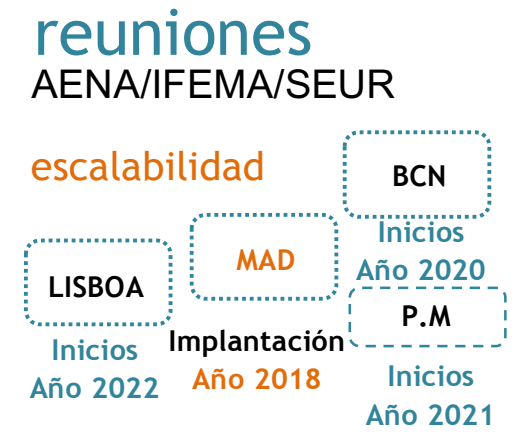 reuniones
AENA/IFEMA/SEUR
escalabilidad
BCN
Inicios
Año 2020
MAD
Implantación
Año 2018
LISBOA
Inicios
Año 2022
P.M
Inicios
Año 2021